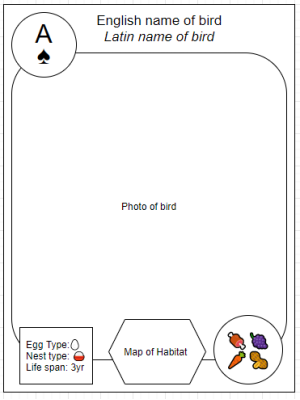 A
♠
English name of bird
Latin name of bird
Photo of bird
Egg Type:
Nest type:
Life span: 3yr
Map of Habitat